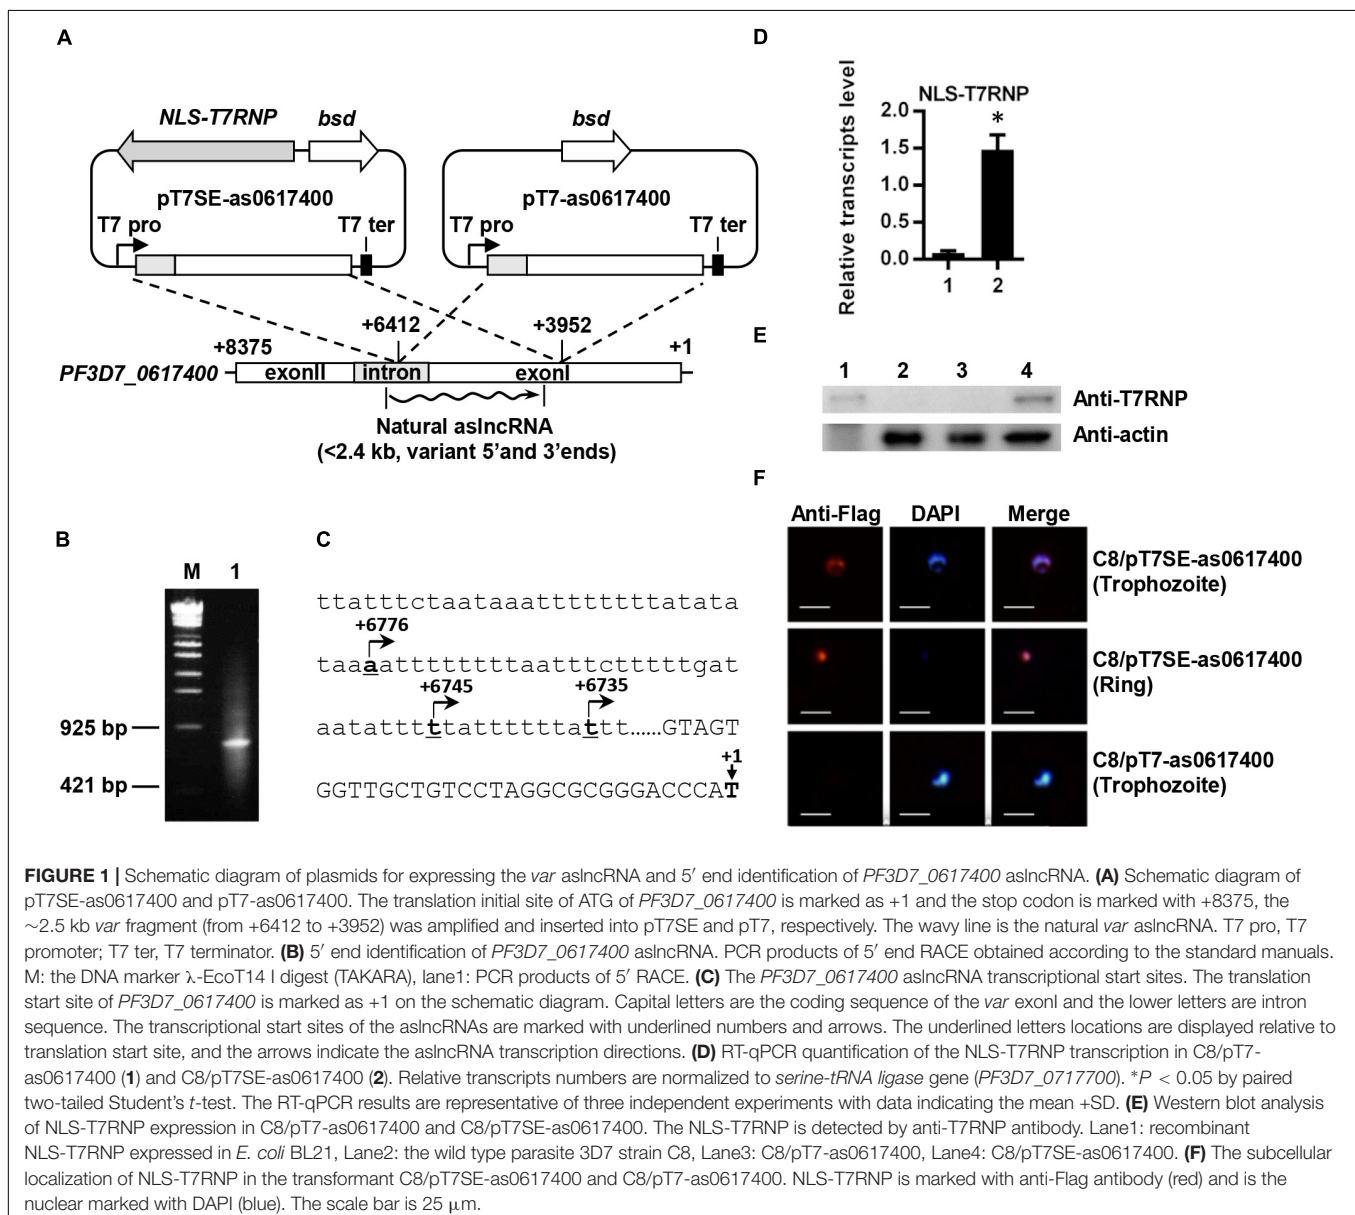 A
NLS-T7RNP
bsd
pT7SE-as0617400
T7 pro
T7 ter
bsd
pT7-as0617400
T7 pro
T7 ter
+6412
+3952
+8375
+1
PF3D7_0617400
exonII
intron
exonI
Natural aslncRNA
(<2.4 kb, variant 5'and 3'ends)
B
M 1
925 bp
421 bp
C
ttatttctaataaatttttttttatata
+6776
taaaattttttttaatttctttttgat
+6745
+6735
aatattttttattttttttattt......GTAGT
+1
GGTTGCTGTCCTAGGCGCGGGACCCAT
D
NLS-T7RNP
Relative transcripts level
2.0
1.5
1.0
0.5
0.0
*
1 2
E
1 2 3 4
Anti-T7RNP
Anti-actin
F
Anti-Flag DAPI Merge
C8/pT7SE-as0617400
(Trophozoite)
C8/pT7SE-as0617400
(Ring)
C8/pT7-as0617400
(Trophozoite)
FIGURE 1 | Schematic diagram of plasmids for expressing the var aslncRNA and 5′ end identification of PF3D7_0617400 aslncRNA. (A) Schematic diagram of
pT7SE-as0617400 and pT7-as0617400. The translation initial site of ATG of PF3D7_0617400 is marked as +1 and the stop codon is marked with +8375, the
∼2.5 kb var fragment (from +6412 to +3952) was amplified and inserted into pT7SE and pT7, respectively. The wavy line is the natural var aslncRNA. T7 pro, T7
promoter; T7 ter, T7 terminator. (B) 5′ end identification of PF3D7_0617400 aslncRNA. PCR products of 5′ end RACE obtained according to the standard manuals.
M: the DNA marker λ-EcoT14 I digest (TAKARA), lane1: PCR products of 5′ RACE. (C) The PF3D7_0617400 aslncRNA transcriptional start sites. The translation
start site of PF3D7_0617400 is marked as +1 on the schematic diagram. Capital letters are the coding sequence of the var exonI and the lower letters are intron
sequence. The transcriptional start sites of the aslncRNAs are marked with underlined numbers and arrows. The underlined letters locations are displayed relative to
translation start site, and the arrows indicate the aslncRNA transcription directions. (D) RT-qPCR quantification of the NLS-T7RNP transcription in C8/pT7-
as0617400 (1) and C8/pT7SE-as0617400 (2). Relative transcripts numbers are normalized to serine-tRNA ligase gene (PF3D7_0717700). *P < 0.05 by paired
two-tailed Student's t-test. The RT-qPCR results are representative of three independent experiments with data indicating the mean +SD. (E) Western blot analysis
of NLS-T7RNP expression in C8/pT7-as0617400 and C8/pT7SE-as0617400. The NLS-T7RNP is detected by anti-T7RNP antibody. Lane1: recombinant
NLS-T7RNP expressed in E. coli BL21, Lane2: the wild type parasite 3D7 strain C8, Lane3: C8/pT7-as0617400, Lane4: C8/pT7SE-as0617400. (F) The subcellular
localization of NLS-T7RNP in the transformant C8/pT7SE-as0617400 and C8/pT7-as0617400. NLS-T7RNP is marked with anti-Flag antibody (red) and is the
nuclear marked with DAPI (blue). The scale bar is 25 μm.